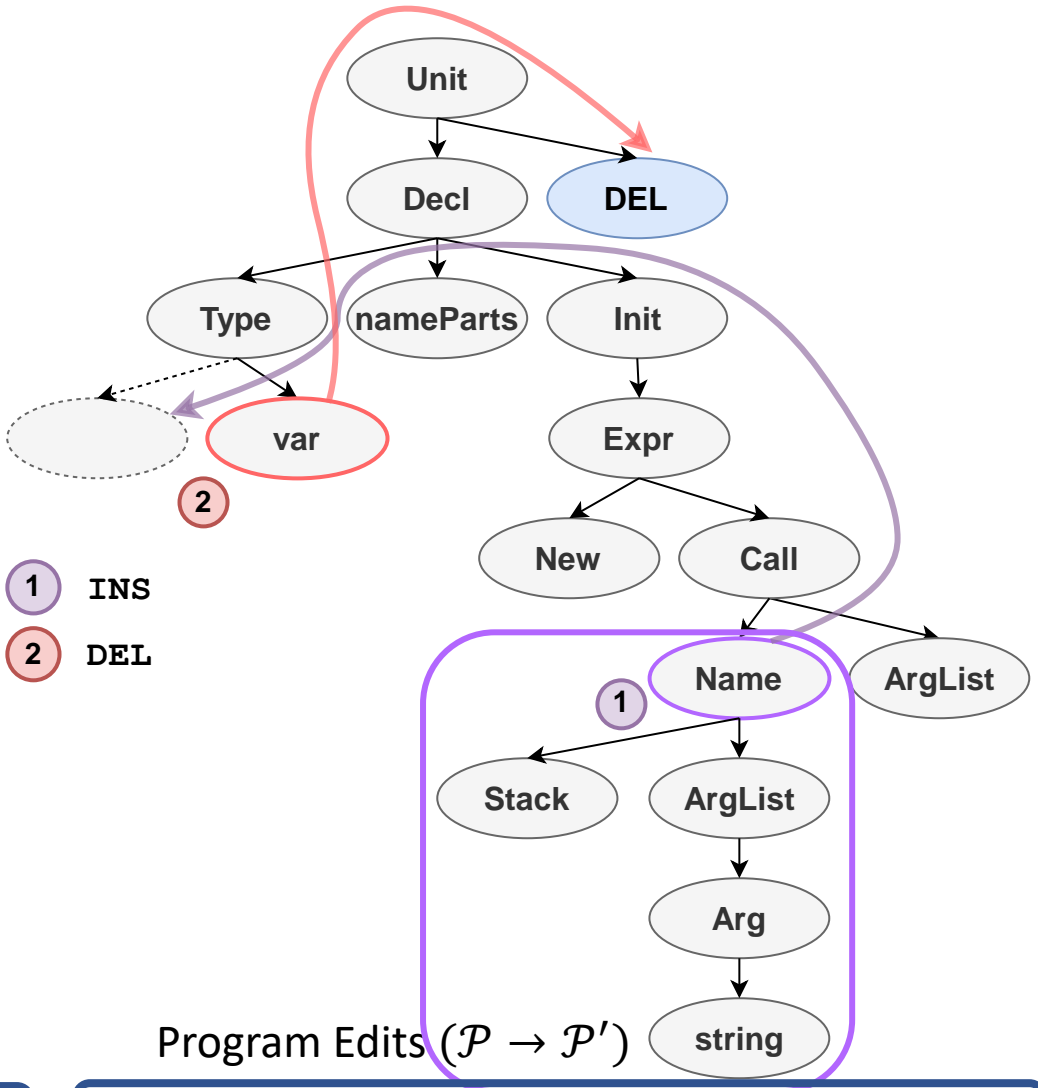 Unit
Decl
DEL
Type
nameParts
Init
var
Expr
2
New
Call
1 INS
2 DEL
Name
ArgList
1
Stack
ArgList
Arg
string
Program Edits (𝒫 → 𝒫′)